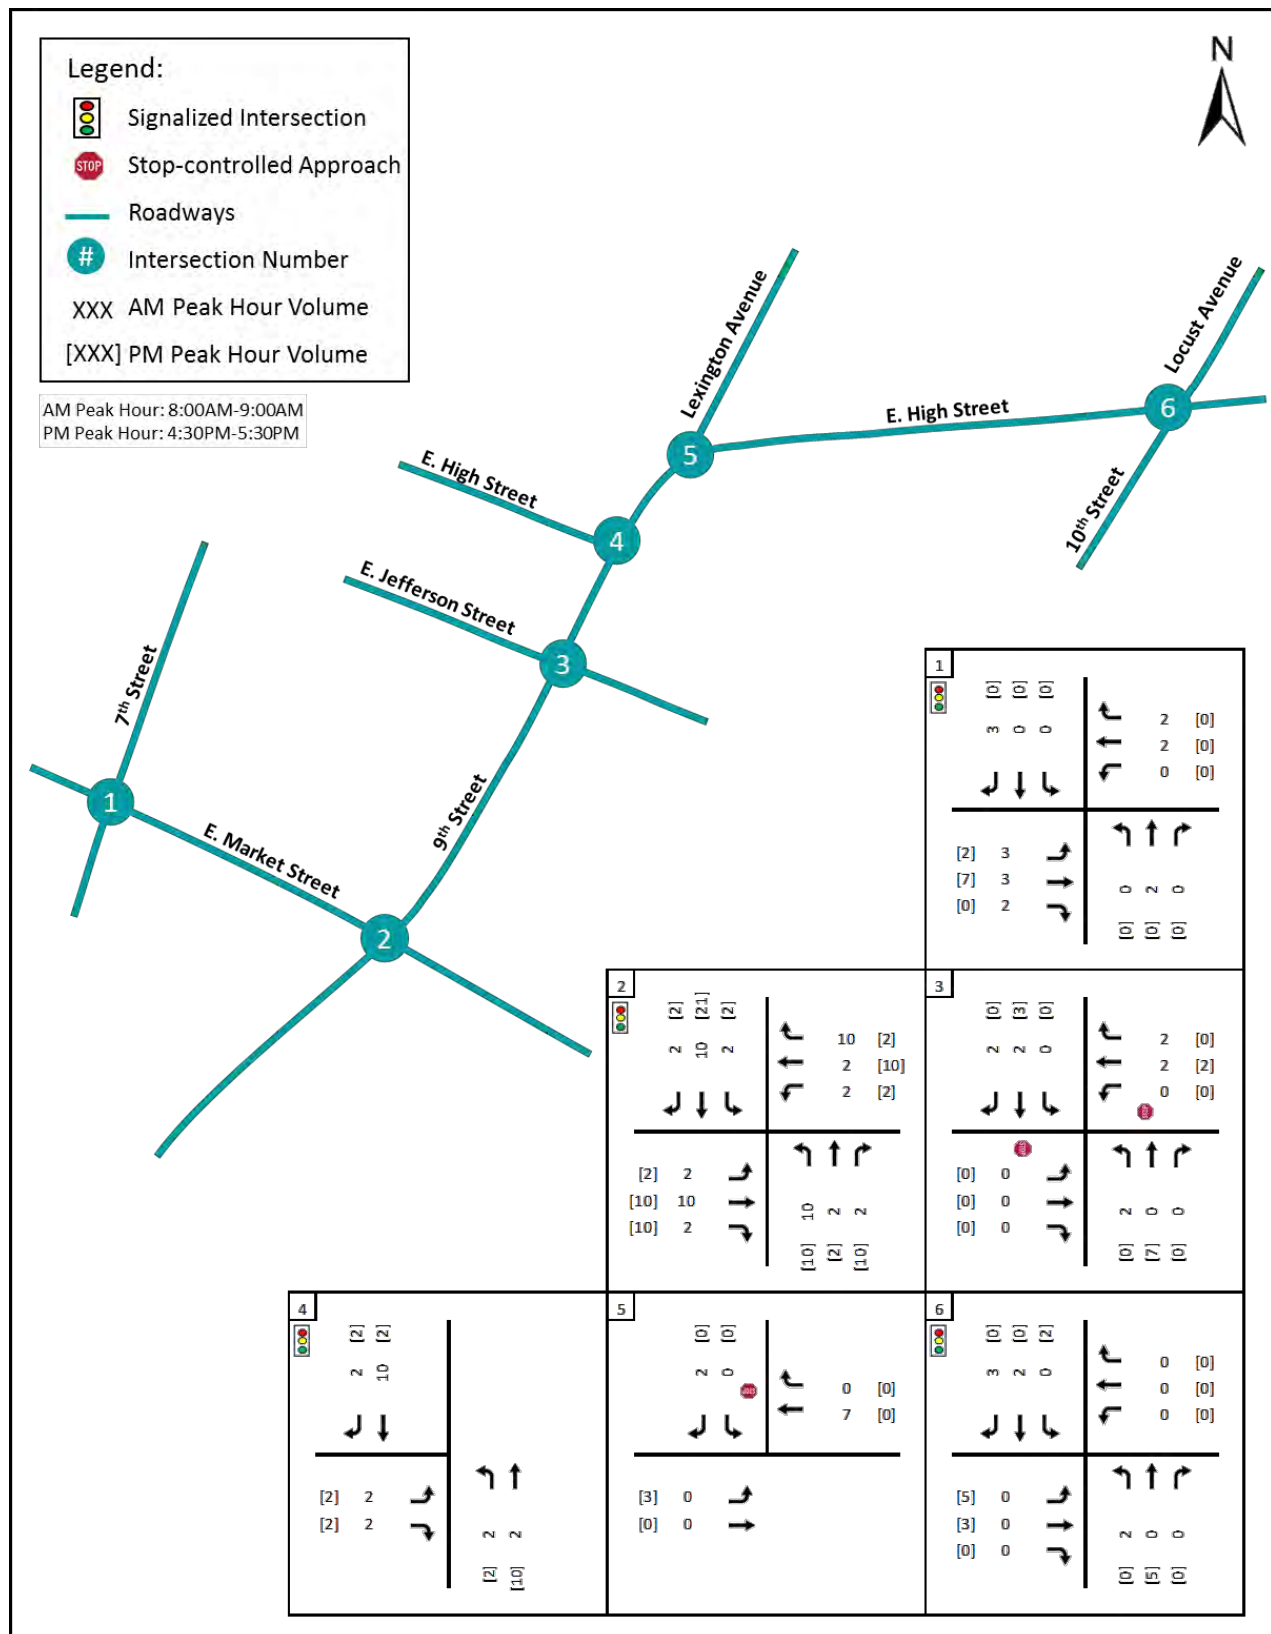 N
Legend:
Signalized Intersection
STOP Stop-controlled Approach
Roadways
# Intersection Number
XXX AM Peak Hour Volume
[XXX] PM Peak Hour Volume
AM Peak Hour: 8:00AM-9:00AM
PM Peak Hour: 4:30PM-5:30PM
Lexington Avenue
Locust Avenue
E. High Street
6
5
E. High Street
10th Street
4
E. Jefferson Street
3
7th Street
1
E. Market Street
9th Street
2
1
[0] [0] [0]
3 0 0
2 [0]
2 [0]
0 [0]
[2] 3
[7] 3
[0] 2
0 2 0
[0] [0] [0]
2
[2] [21] [2]
2 10 2
10 [2]
2 [10]
2 [2]
[2] 2
[10] 10
[10] 2
10 2 2
[10] [2] [10]
3
[0] [3] [0]
2 2 0
2 [0]
2 [2]
0 [0]
STOP
STOP
[0] 0
[0] 0
[0] 0
2 0 0
[0] [7] [0]
4
[2] [2]
2 10
[2] 2
[2] 2
2 2
[2] [10]
5
[0] [0]
2 0
STOP
0 [0]
7 [0]
[3] 0
[0] 0
6
[0] [0] [2]
3 2 0
0 [0]
0 [0]
0 [0]
[5] 0
[3] 0
[0] 0
2 0 0
[0] [5] [0]